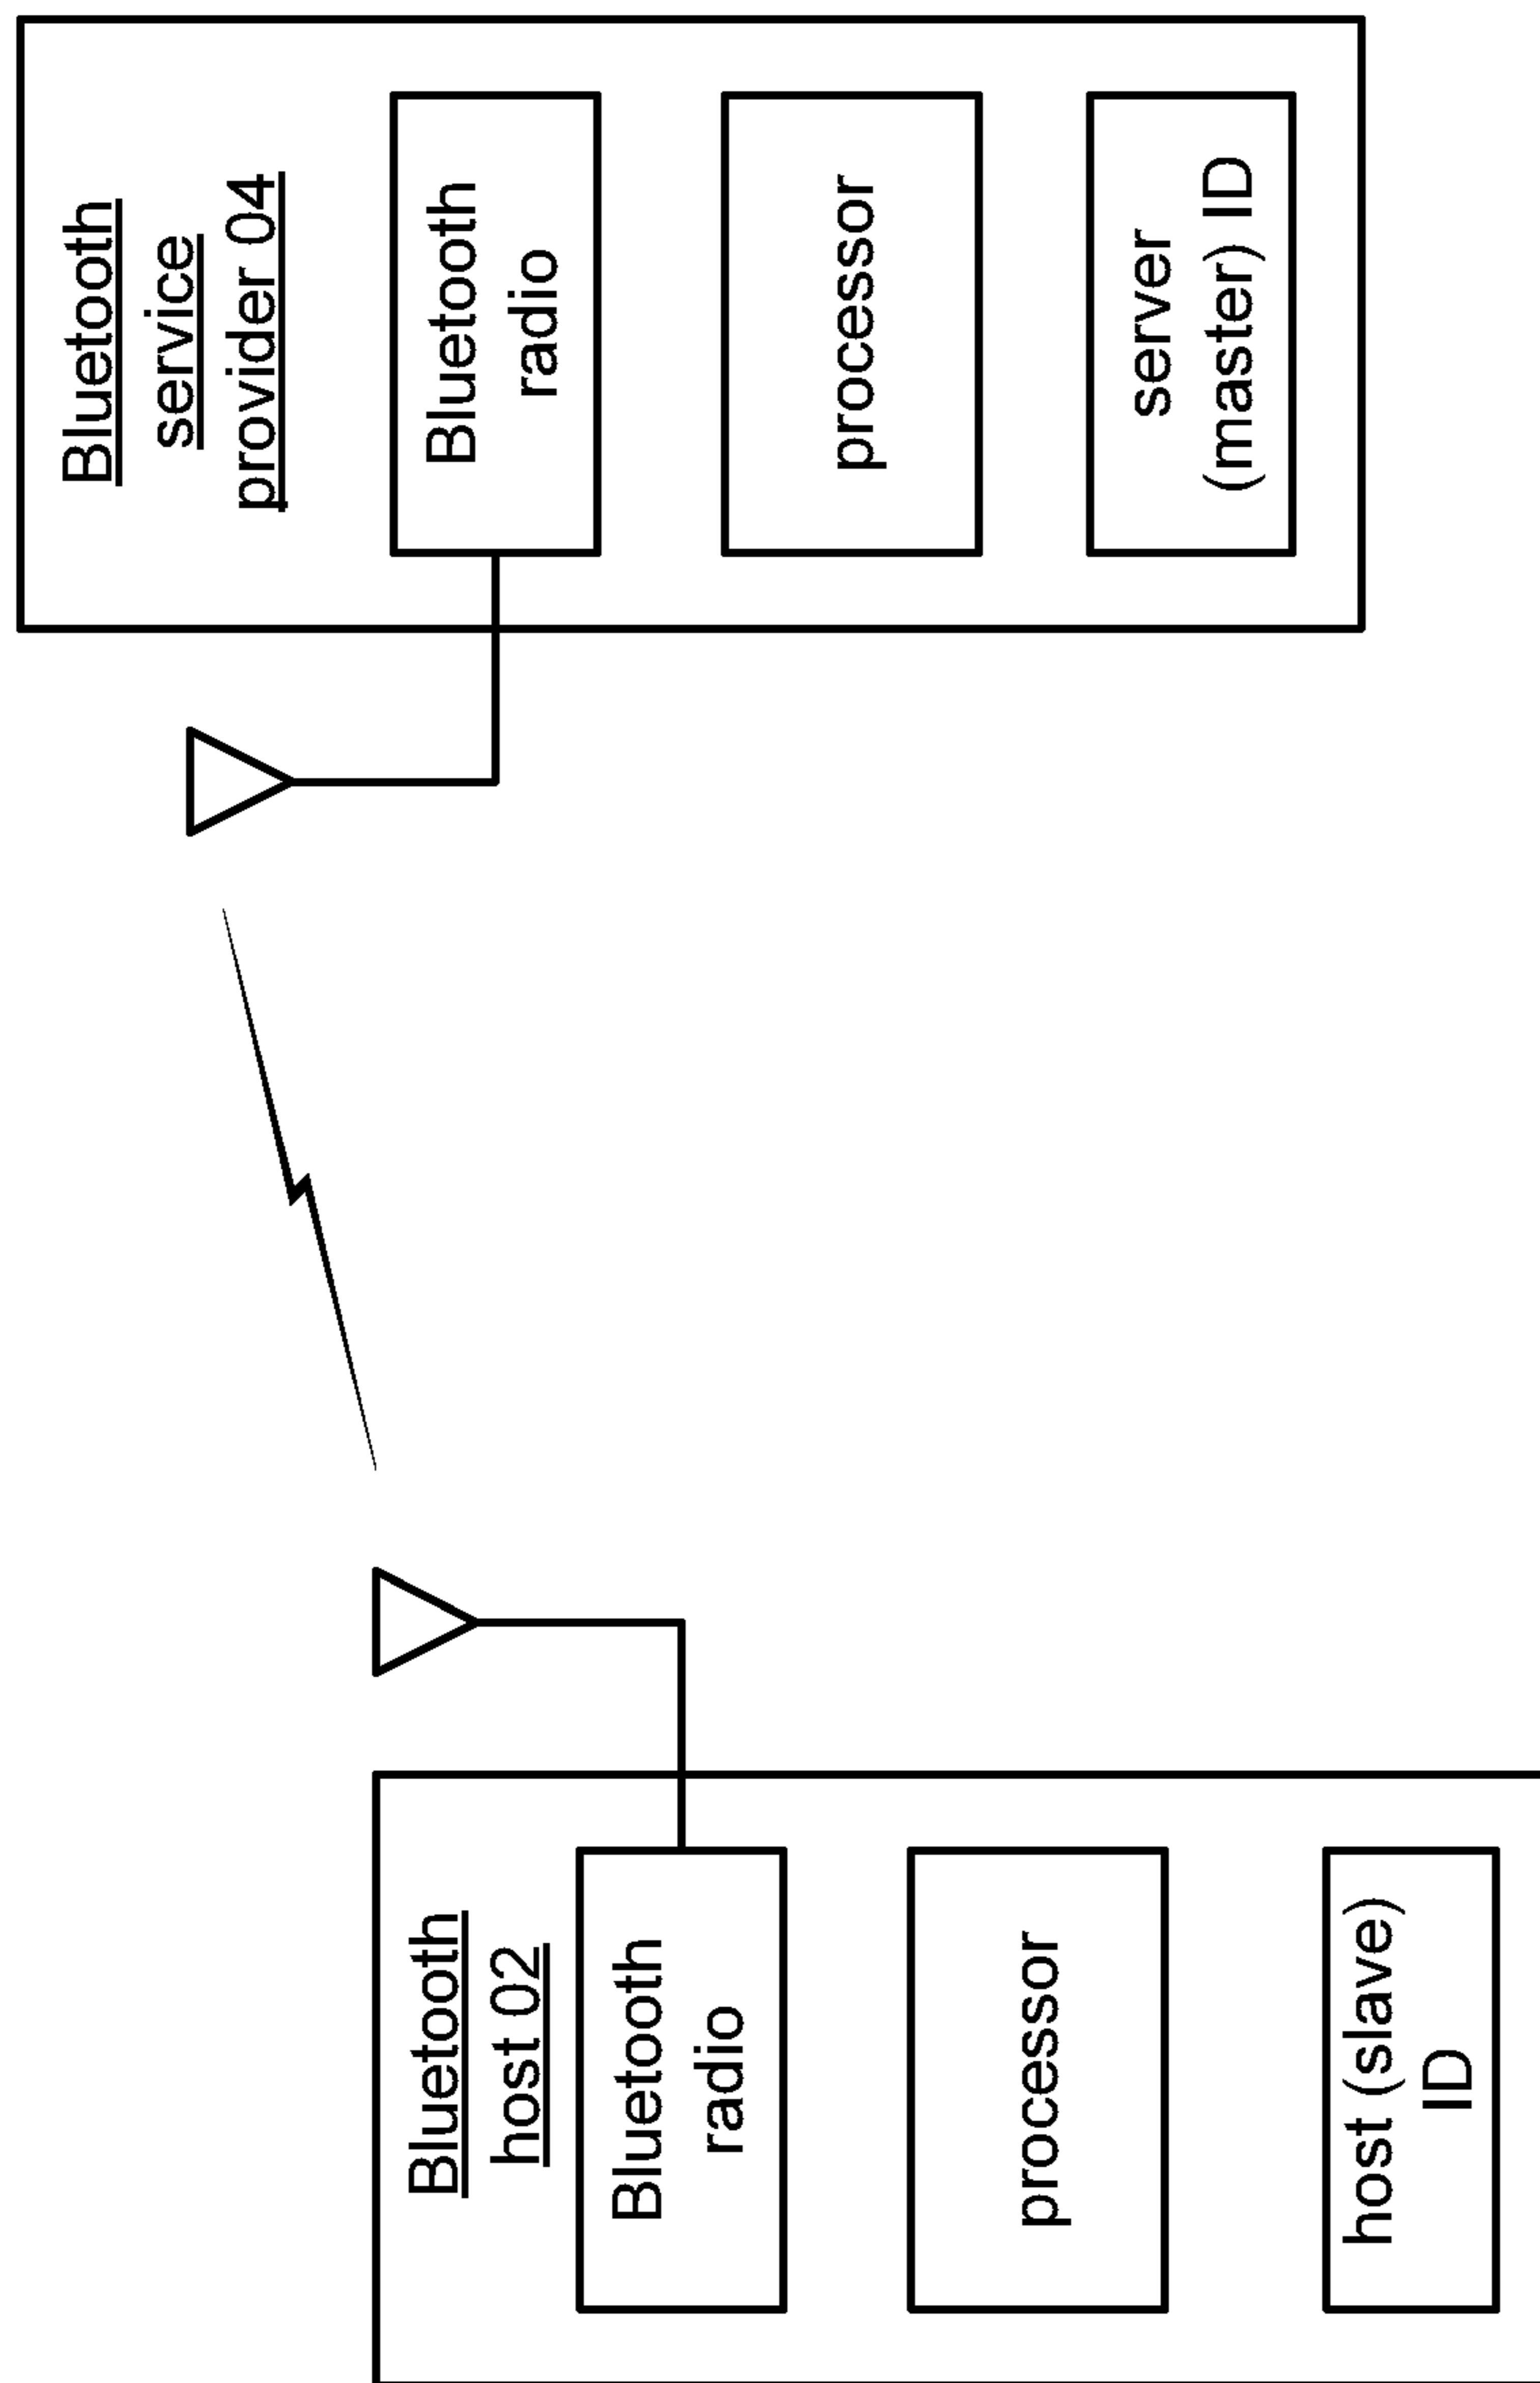 Bluetooth
host 02
Bluetooth
radio
processor
host (slave)
ID
Bluetooth
service
provider 04
Bluetooth
radio
processor
server
(master) ID